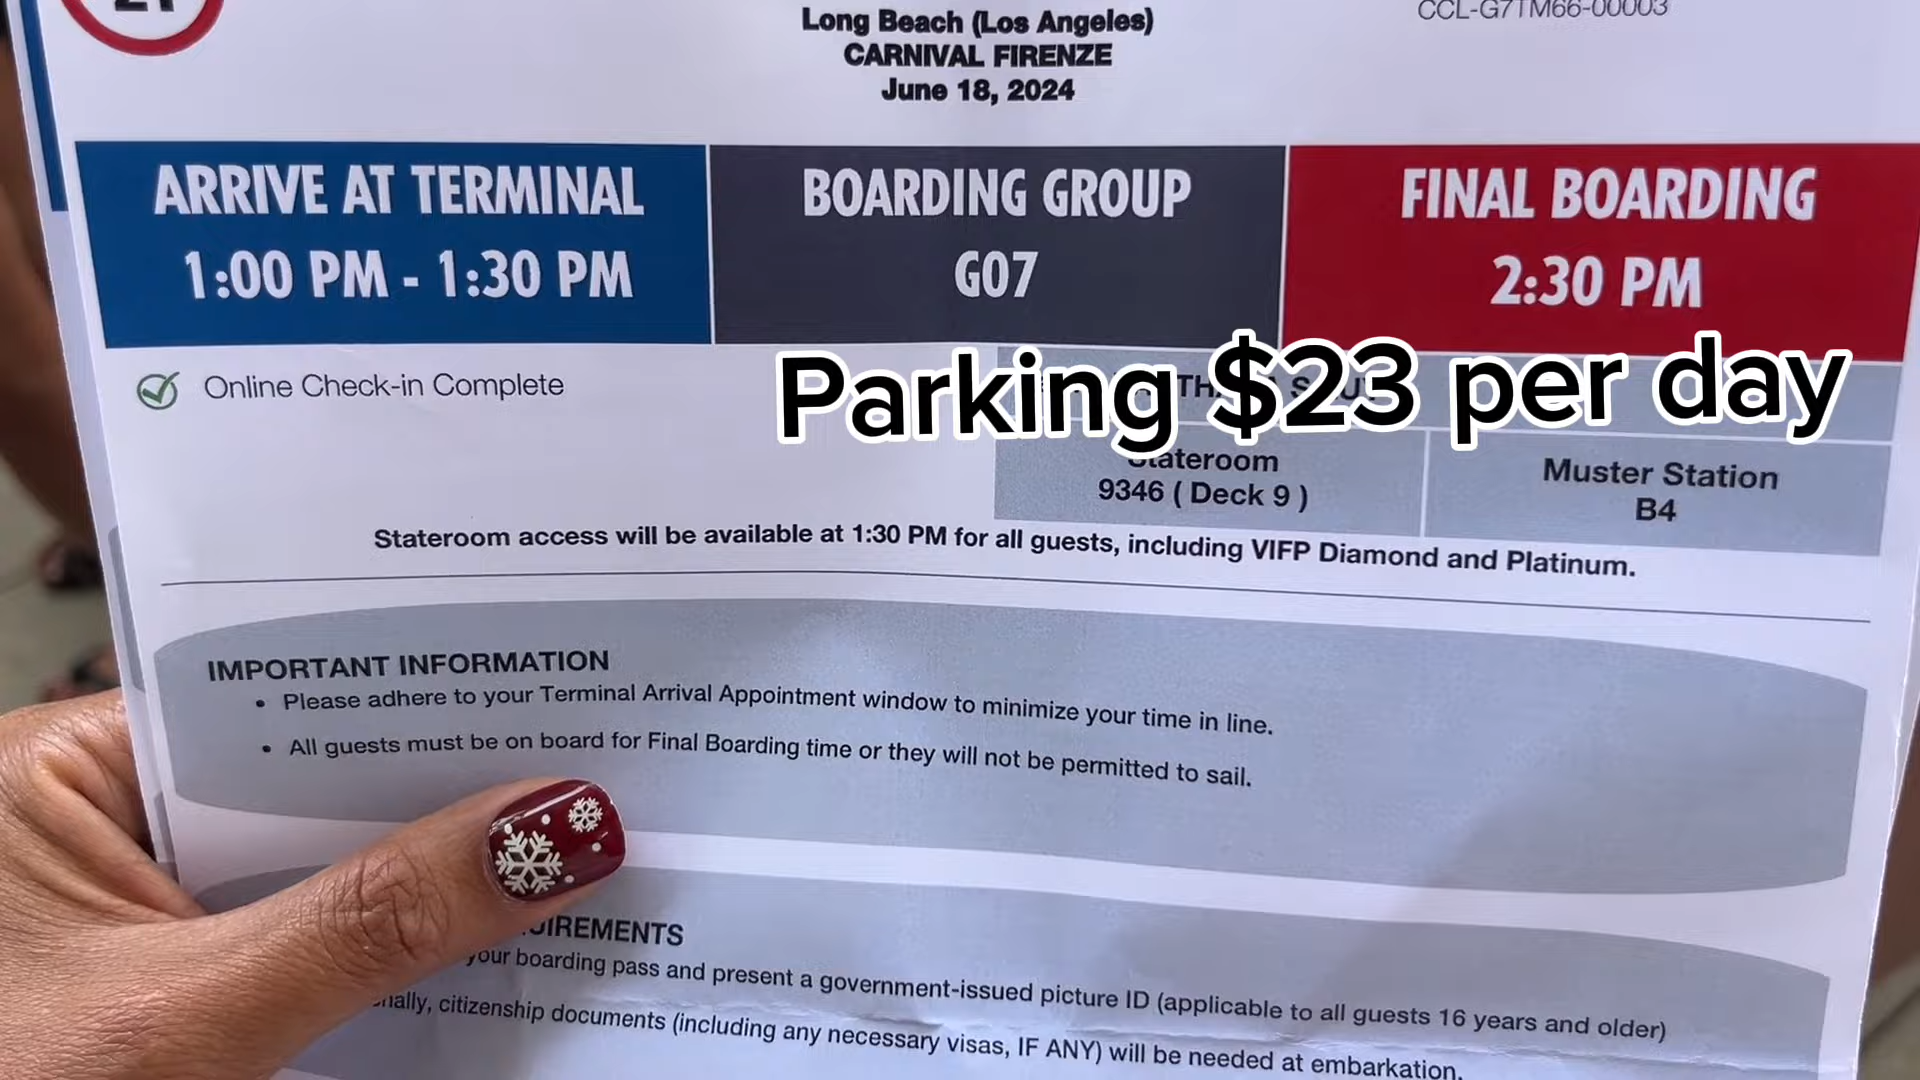 21
Long Beach (Los Angeles)
CARNIVAL FIRENZE
June 18, 2024
CCL-G7TM66-00003
ARRIVE AT TERMINAL
1:00 PM - 1:30 PM
BOARDING GROUP
G07
FINAL BOARDING
2:30 PM
Online Check-in Complete
Parking $23 per day
Stateroom
9346 ( Deck 9 )
Muster Station
B4
Stateroom access will be available at 1:30 PM for all guests, including VIFP Diamond and Platinum.
IMPORTANT INFORMATION
• Please adhere to your Terminal Arrival Appointment window to minimize your time in line.
• All guests must be on board for Final Boarding time or they will not be permitted to sail.
UIREMENTS
your boarding pass and present a government-issued picture ID (applicable to all guests 16 years and older)
nally, citizenship documents (including any necessary visas, IF ANY) will be needed at embarkation.